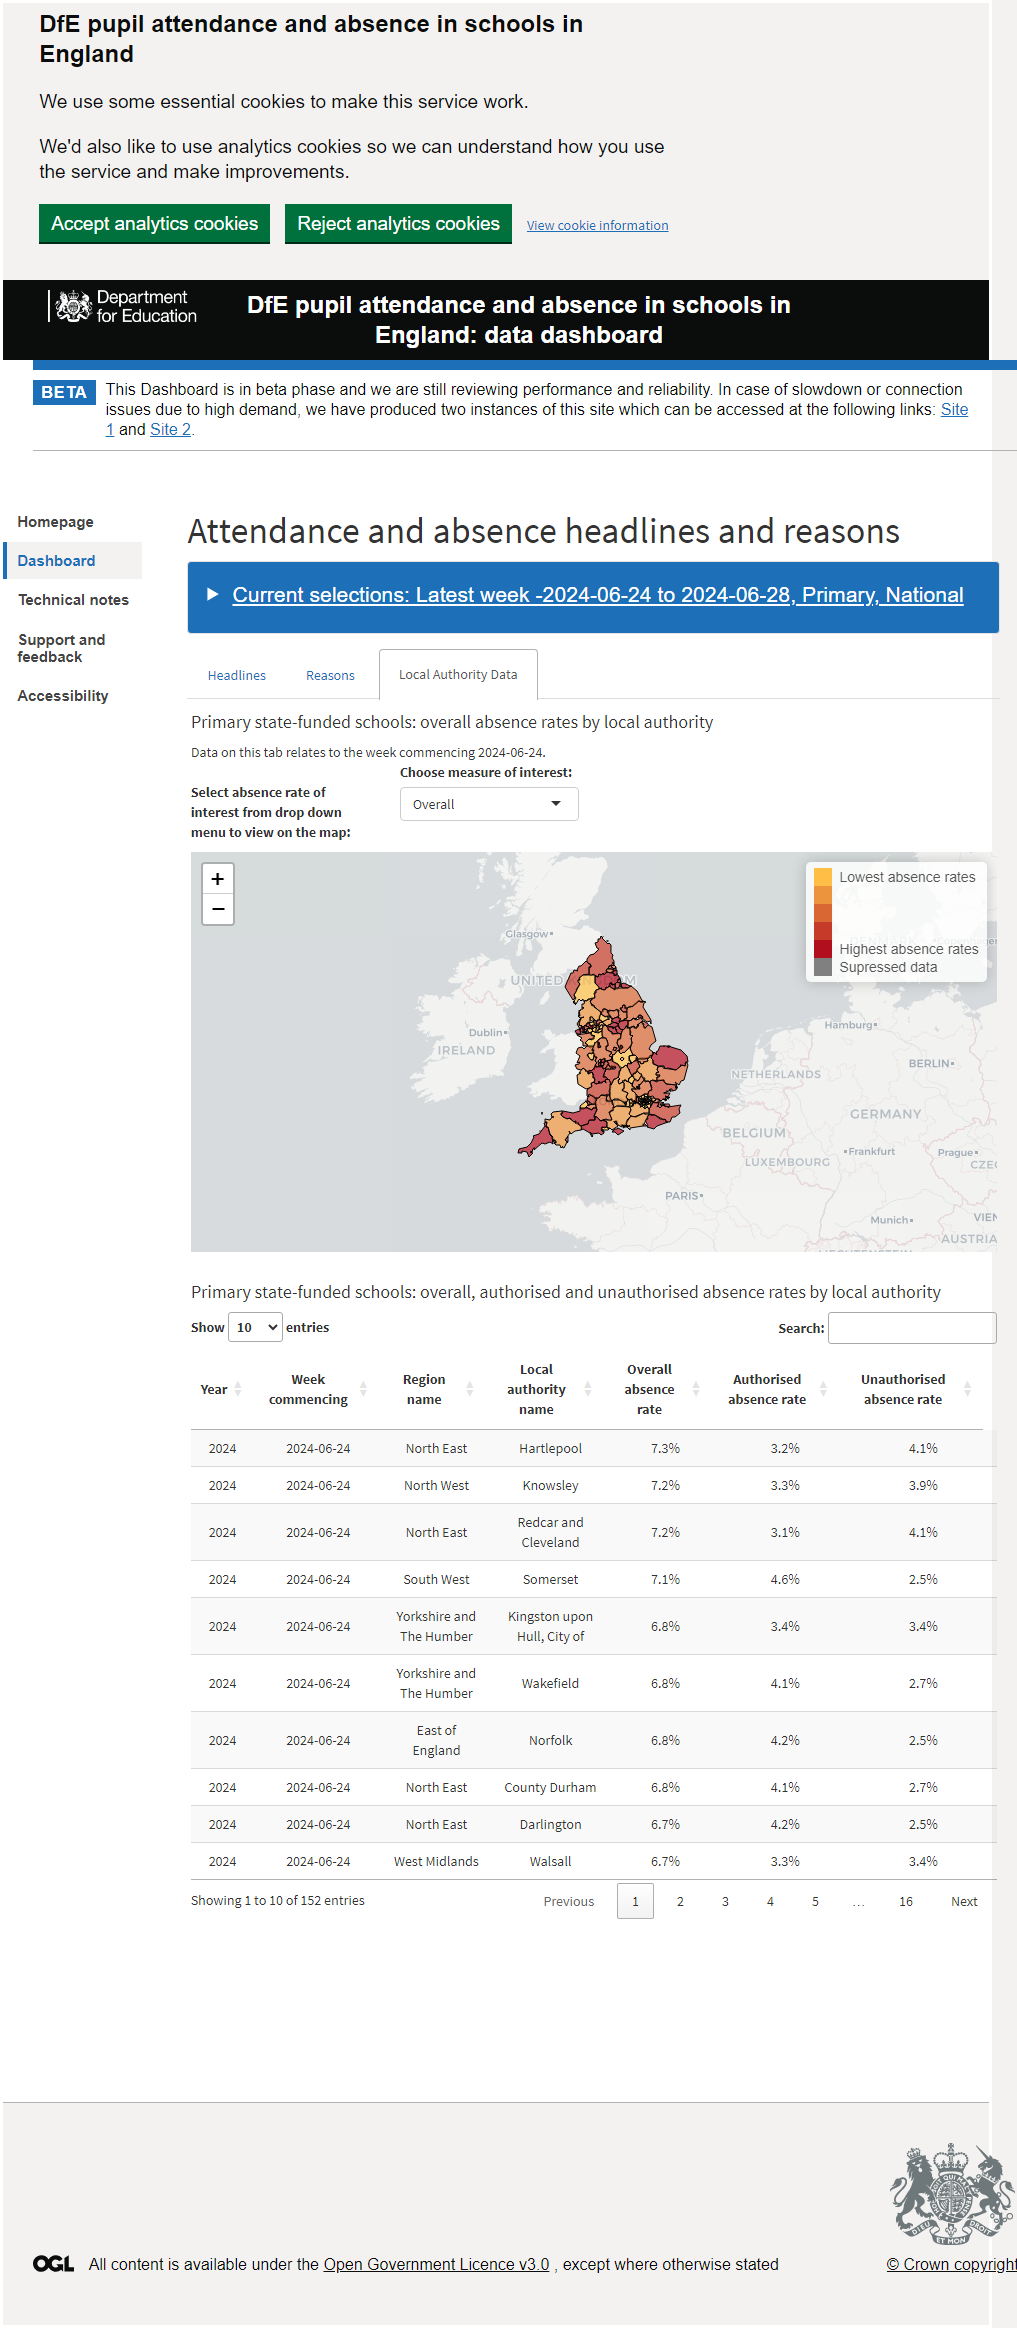 DfE pupil attendance and absence in schools in
England
We use some essential cookies to make this service work.
We'd also like to use analytics cookies so we can understand how you use
the service and make improvements.
Accept analytics cookies Reject analytics cookies View cookie information
Department
for Education
DfE pupil attendance and absence in schools in
England: data dashboard
BETA This Dashboard is in beta phase and we are still reviewing performance and reliability. In case of slowdown or connection
issues due to high demand, we have produced two instances of this site which can be accessed at the following links: Site
1 and Site 2.
Homepage
Dashboard
Technical notes
Support and
feedback
Accessibility
Attendance and absence headlines and reasons
Current selections: Latest week -2024-06-24 to 2024-06-28, Primary, National
Headlines Reasons Local Authority Data
Primary state-funded schools: overall absence rates by local authority
Data on this tab relates to the week commencing 2024-06-24.
Select absence rate of
interest from drop down
menu to view on the map:
Choose measure of interest:
Overall
+
−
Lowest absence rates
Highest absence rates
Supressed data
Glasgow
UNITED
Dublin
IRELAND
Hamburg
BERLIN
NETHERLANDS
GERMANY
BELGIUM
LUXEMBOURG
Frankfurt
Prague
CZEC
PARIS
Munich
VIEN
AUSTRIA
Primary state-funded schools: overall, authorised and unauthorised absence rates by local authority
Show 10 entries Search:
Year Week commencing Region name Local authority name Overall absence rate Authorised absence rate Unauthorised absence rate
2024 2024-06-24 North East Hartlepool 7.3% 3.2% 4.1%
2024 2024-06-24 North West Knowsley 7.2% 3.3% 3.9%
2024 2024-06-24 North East Redcar and Cleveland 7.2% 3.1% 4.1%
2024 2024-06-24 South West Somerset 7.1% 4.6% 2.5%
2024 2024-06-24 Yorkshire and The Humber Kingston upon Hull, City of 6.8% 3.4% 3.4%
2024 2024-06-24 Yorkshire and The Humber Wakefield 6.8% 4.1% 2.7%
2024 2024-06-24 East of England Norfolk 6.8% 4.2% 2.5%
2024 2024-06-24 North East County Durham 6.8% 4.1% 2.7%
2024 2024-06-24 North East Darlington 6.7% 4.2% 2.5%
2024 2024-06-24 West Midlands Walsall 6.7% 3.3% 3.4%
Showing 1 to 10 of 152 entries Previous 1 2 3 4 5 … 16 Next
OGL All content is available under the Open Government Licence v3.0 , except where otherwise stated
© Crown copyright